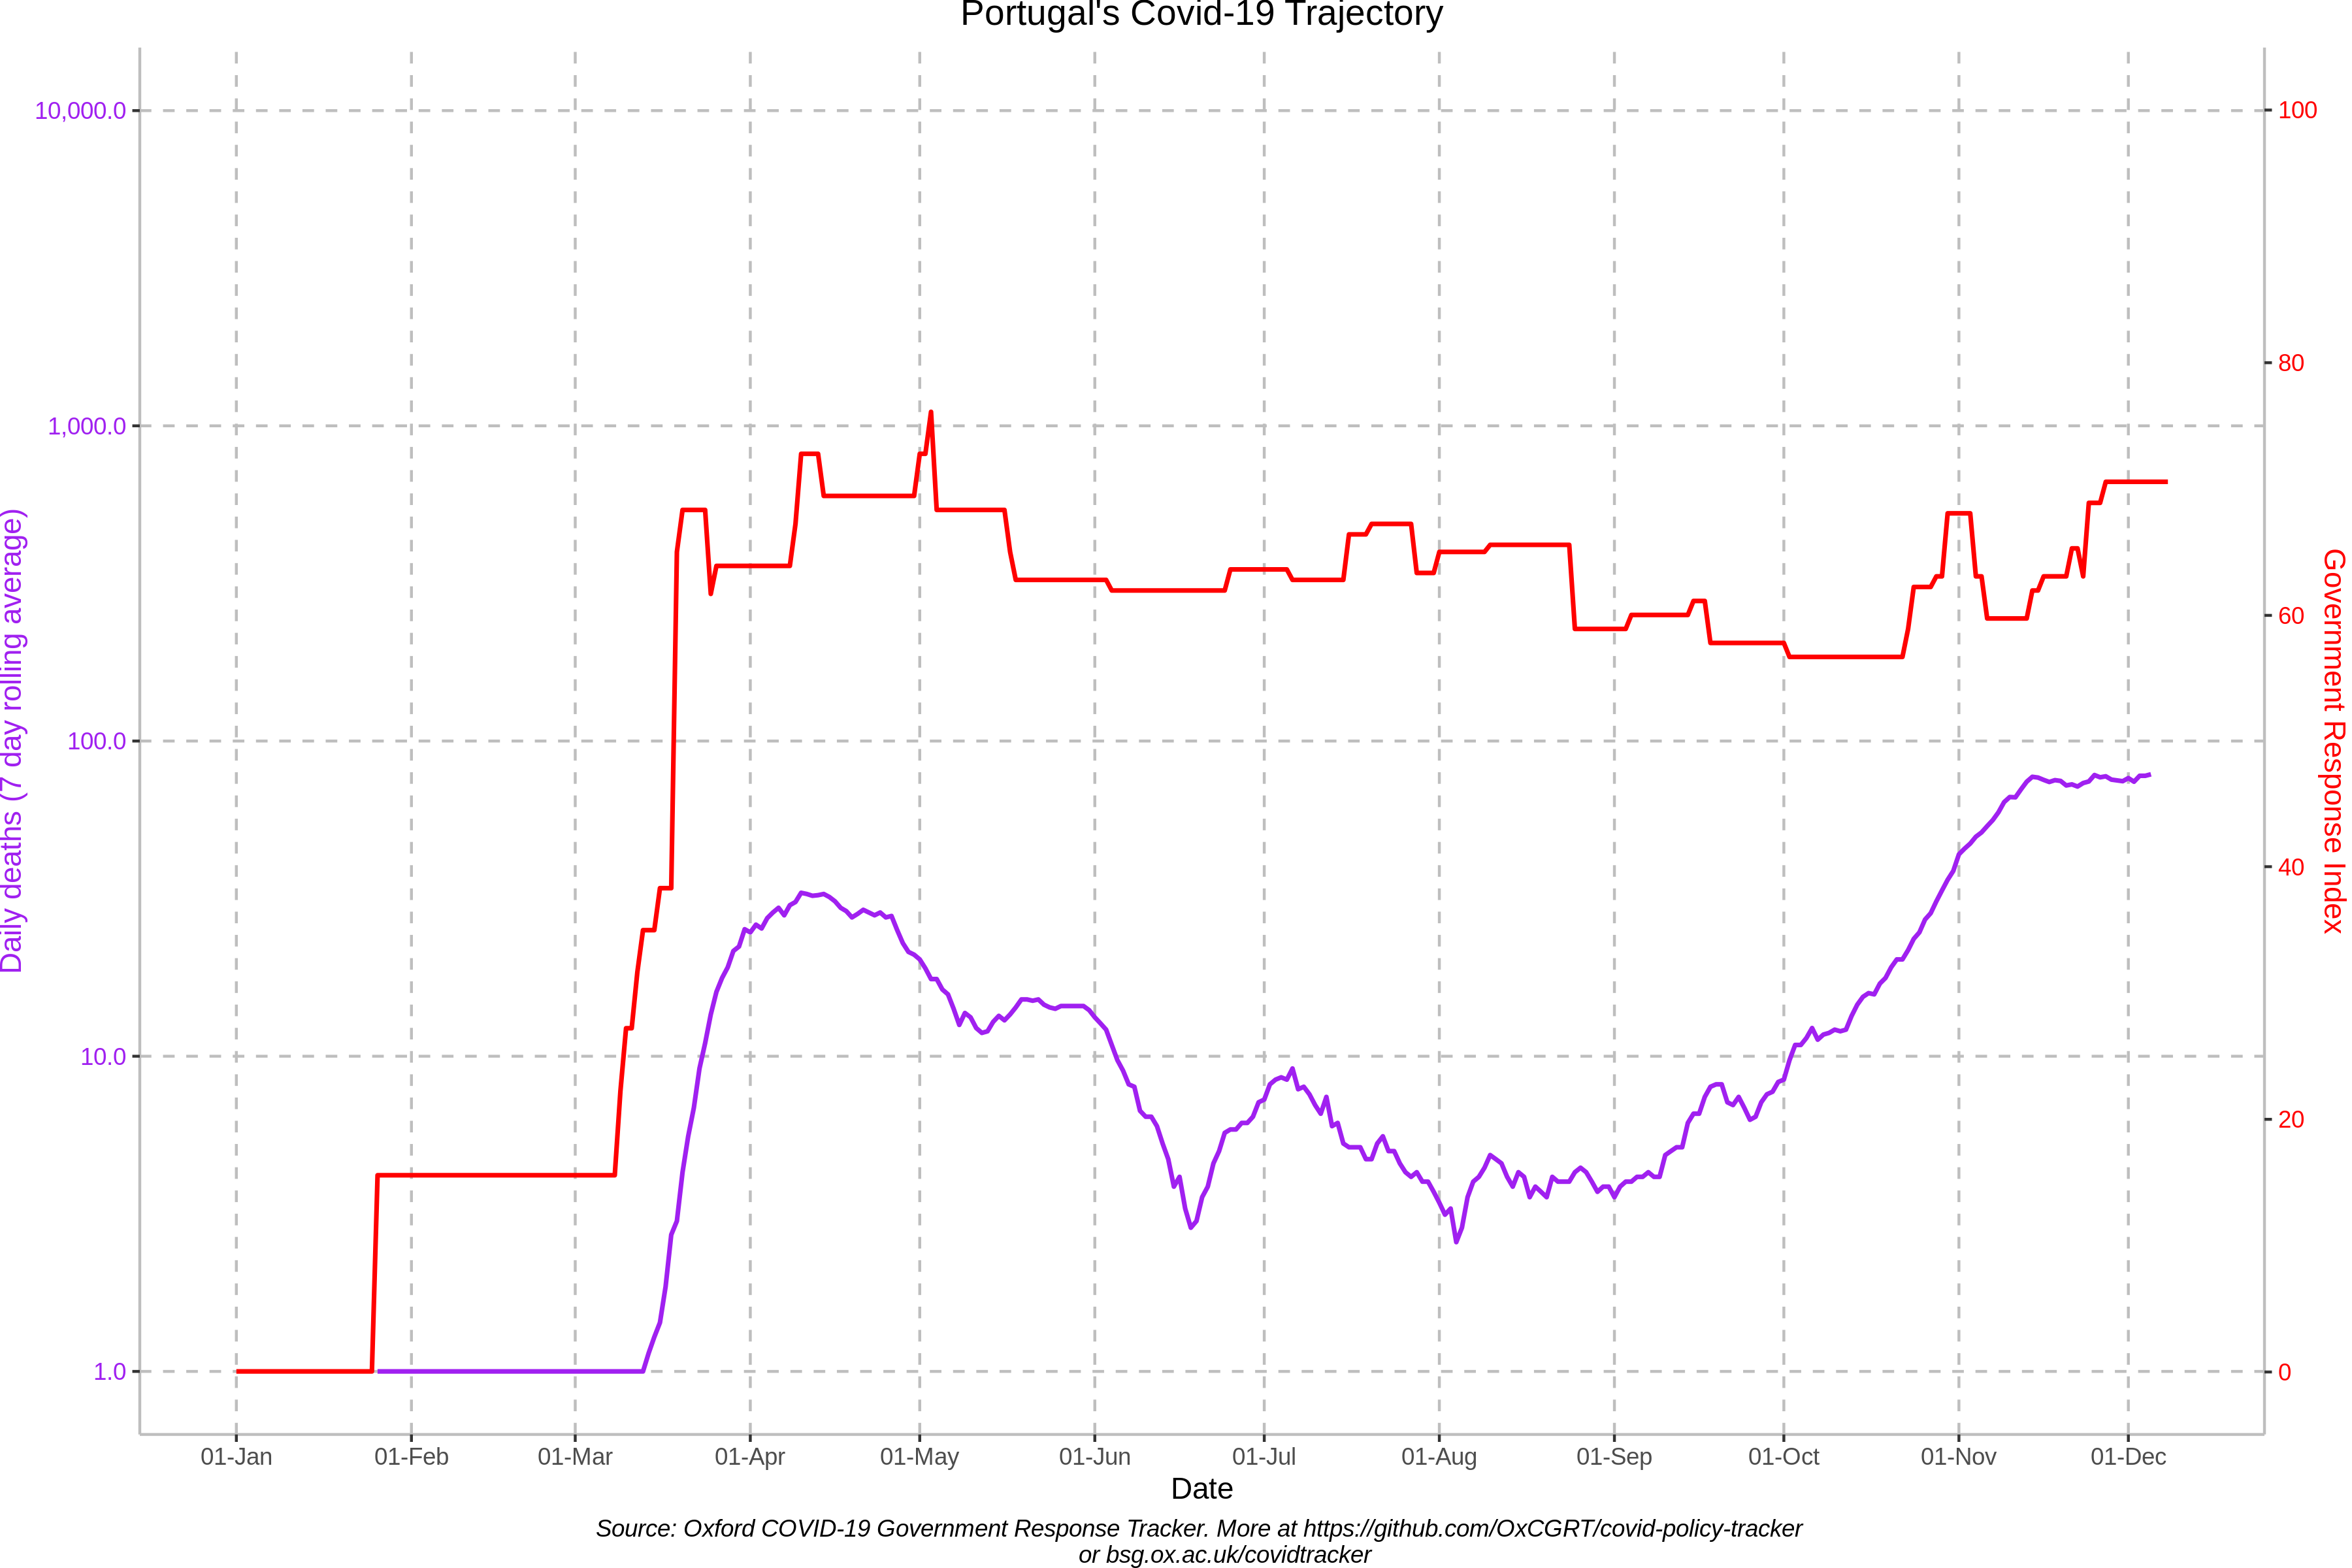 Portugal's Covid-19 Trajectory
10,000.0
1,000.0
100.0
10.0
1.0
Daily deaths (7 day rolling average)
100
80
60
40
20
0
Government Response Index
01-Jan 01-Feb 01-Mar 01-Apr 01-May 01-Jun 01-Jul 01-Aug 01-Sep 01-Oct 01-Nov 01-Dec
Date
Source: Oxford COVID-19 Government Response Tracker. More at https://github.com/OxCGRT/covid-policy-tracker
or bsg.ox.ac.uk/covidtracker